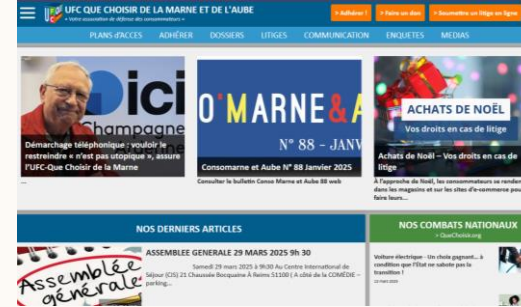 UFC QUE CHOISIR DE LA MARNE ET DE L'AUBE
« Votre association de défense des consommateurs »
> Adhérer !
> Faire un don
> Soumettre un litige en ligne
PLANS d'ACCES
ADHÉRER
DOSSIERS
LITIGES
COMMUNICATION
ENQUETES
MEDIAS
ici
Champagne
Démarchage téléphonique : vouloir le
restreindre « n'est pas utopique », assure
l'UFC-Que Choisir de la Marne
...
O'MARNE &
N° 88 – JANV
Consomarne et Aube N° 88 Janvier 2025
Consulter le bulletin Conso Marne et Aube 88 web
ACHATS DE NOËL
Vos droits en cas de litige
Achats de Noël – Vos droits en cas de
litige
À l'approche de Noël, les consommateurs se rendent
dans les magasins et sur les sites d'e-commerce pour
faire leurs...
NOS DERNIERS ARTICLES
Assemblée
générale
ASSEMBLEE GENERALE 29 MARS 2025 9h 30
Samedi 29 mars 2025 à 9h30 Au Centre International de
Séjour (CIS) 21 Chaussée Bocquaine À Reims 51100 ( A côté de la COMÉDIE –
parking...
NOS COMBATS NATIONAUX
> QueChoisir.org
Voiture électrique - Un choix gagnant... à
condition que l'État ne sabote pas la
transition !